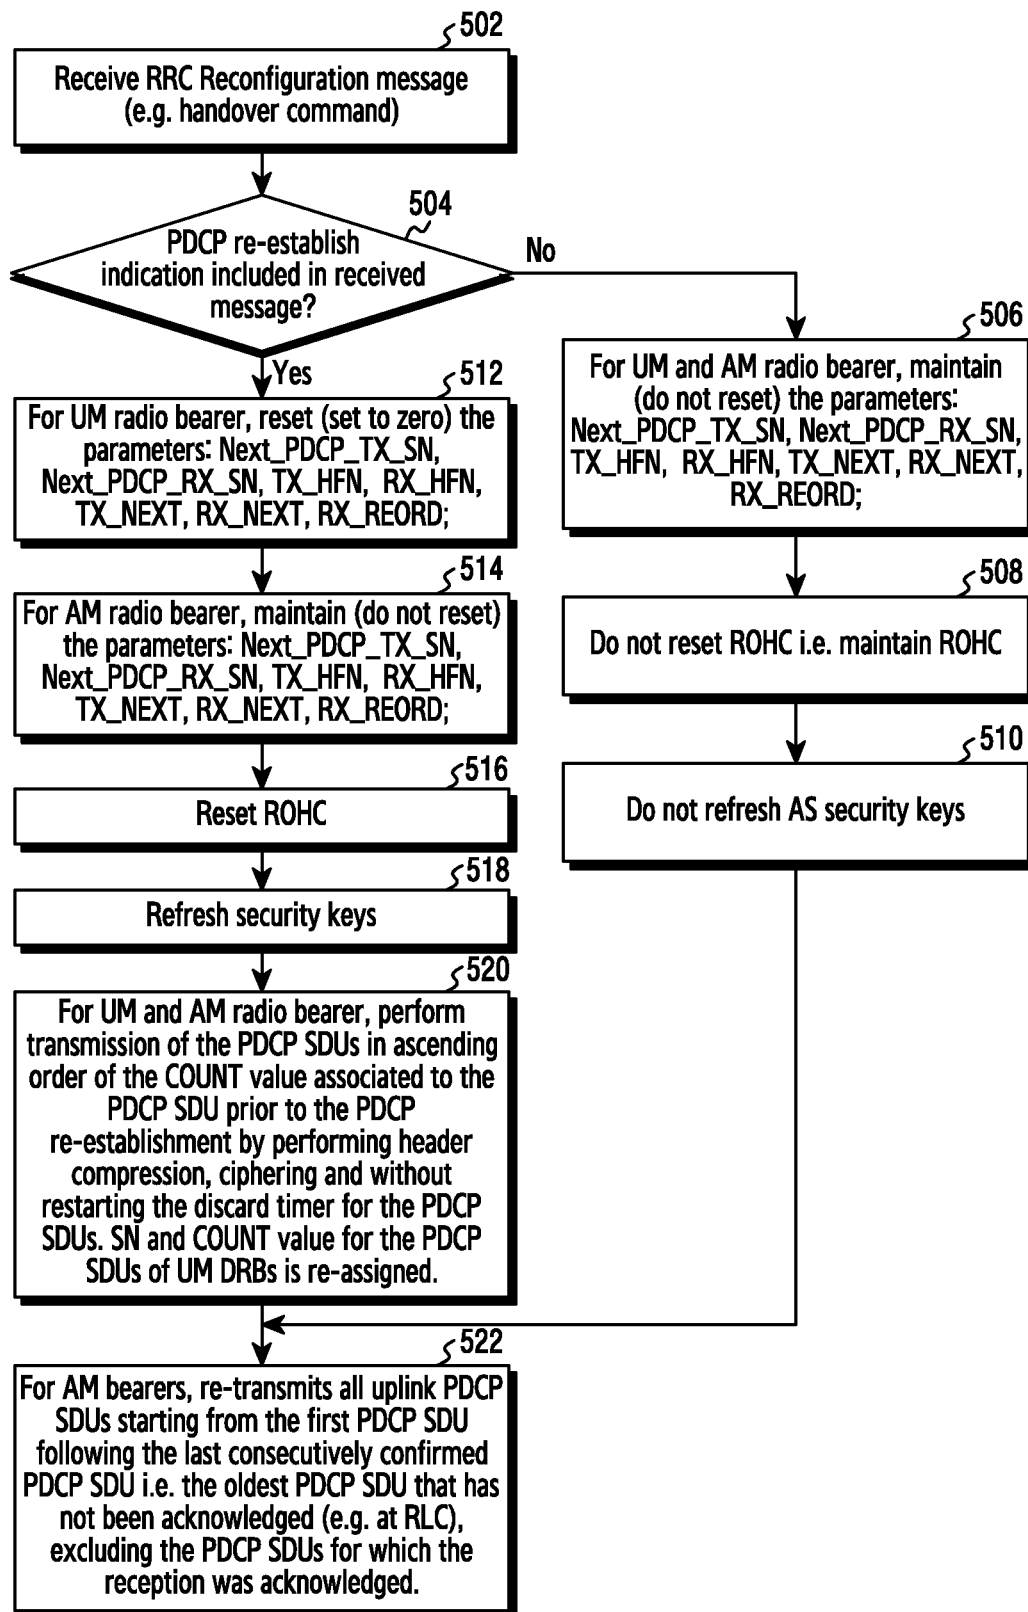 502
Receive RRC Reconfiguration message
(e.g. handover command)
504
PDCP re-establish
indication included in received
message?
No
Yes
506
For UM and AM radio bearer, maintain
(do not reset) the parameters:
Next_PDCP_TX_SN, Next_PDCP_RX_SN,
TX_HFN, RX_HFN, TX_NEXT, RX_NEXT,
RX_REORD;
508
Do not reset ROHC i.e. maintain ROHC
510
Do not refresh AS security keys
512
For UM radio bearer, reset (set to zero) the
parameters: Next_PDCP_TX_SN,
Next_PDCP_RX_SN, TX_HFN, RX_HFN,
TX_NEXT, RX_NEXT, RX_REORD;
514
For AM radio bearer, maintain (do not reset)
the parameters: Next_PDCP_TX_SN,
Next_PDCP_RX_SN, TX_HFN, RX_HFN,
TX_NEXT, RX_NEXT, RX_REORD;
516
Reset ROHC
518
Refresh security keys
520
For UM and AM radio bearer, perform
transmission of the PDCP SDUs in ascending
order of the COUNT value associated to the
PDCP SDU prior to the PDCP
re-establishment by performing header
compression, ciphering and without
restarting the discard timer for the PDCP
SDUs. SN and COUNT value for the PDCP
SDUs of UM DRBs is re-assigned.
522
For AM bearers, re-transmits all uplink PDCP
SDUs starting from the first PDCP SDU
following the last consecutively confirmed
PDCP SDU i.e. the oldest PDCP SDU that has
not been acknowledged (e.g. at RLC),
excluding the PDCP SDUs for which the
reception was acknowledged.